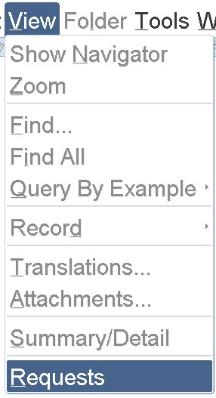 View Folder Tools
Show Navigator
Zoom
Find...
Find All
Query By Example
Record
Translations...
Attachments...
Summary/Detail
Requests